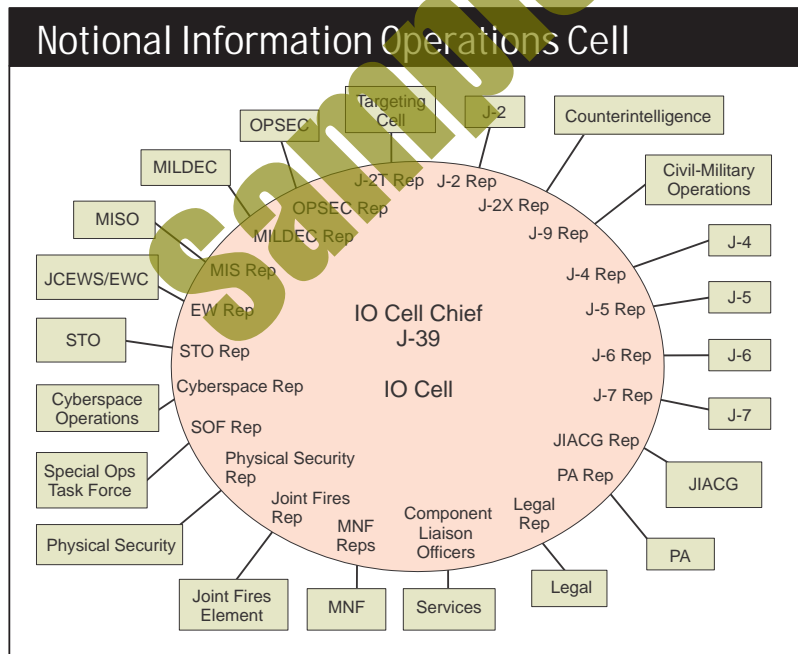 Notional Information Operations Cell
Targeting
Cell
J-2
Counterintelligence
OPSEC
MILDEC
Civil-Military
Operations
MISO
J-4
JCEWS/EWC
J-5
STO
J-6
Cyberspace
Operations
J-7
Special Ops
Task Force
JIACG
Physical Security
PA
Joint Fires
Element
MNF
Services
Legal
J-2T Rep
J-2 Rep
OPSEC Rep
J-2X Rep
MILDEC Rep
J-9 Rep
MIS Rep
J-4 Rep
EW Rep
J-5 Rep
IO Cell Chief
J-39
STO Rep
J-6 Rep
Cyberspace Rep
IO Cell
J-7 Rep
SOF Rep
JIACG Rep
Physical Security
Rep
PA Rep
Joint Fires
Rep
MNF
Reps
Component
Liaison
Officers
Legal
Rep
Sample